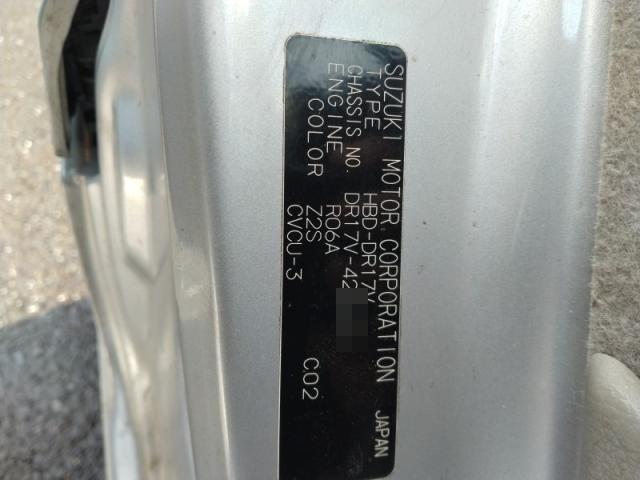 SUZUKI MOTOR CORPORATION JAPAN
TYPE HBD-DR17V
CHASSIS NO. DR17V-42
ENGINE R06A
COLOR Z2S
CVCU-3 C02